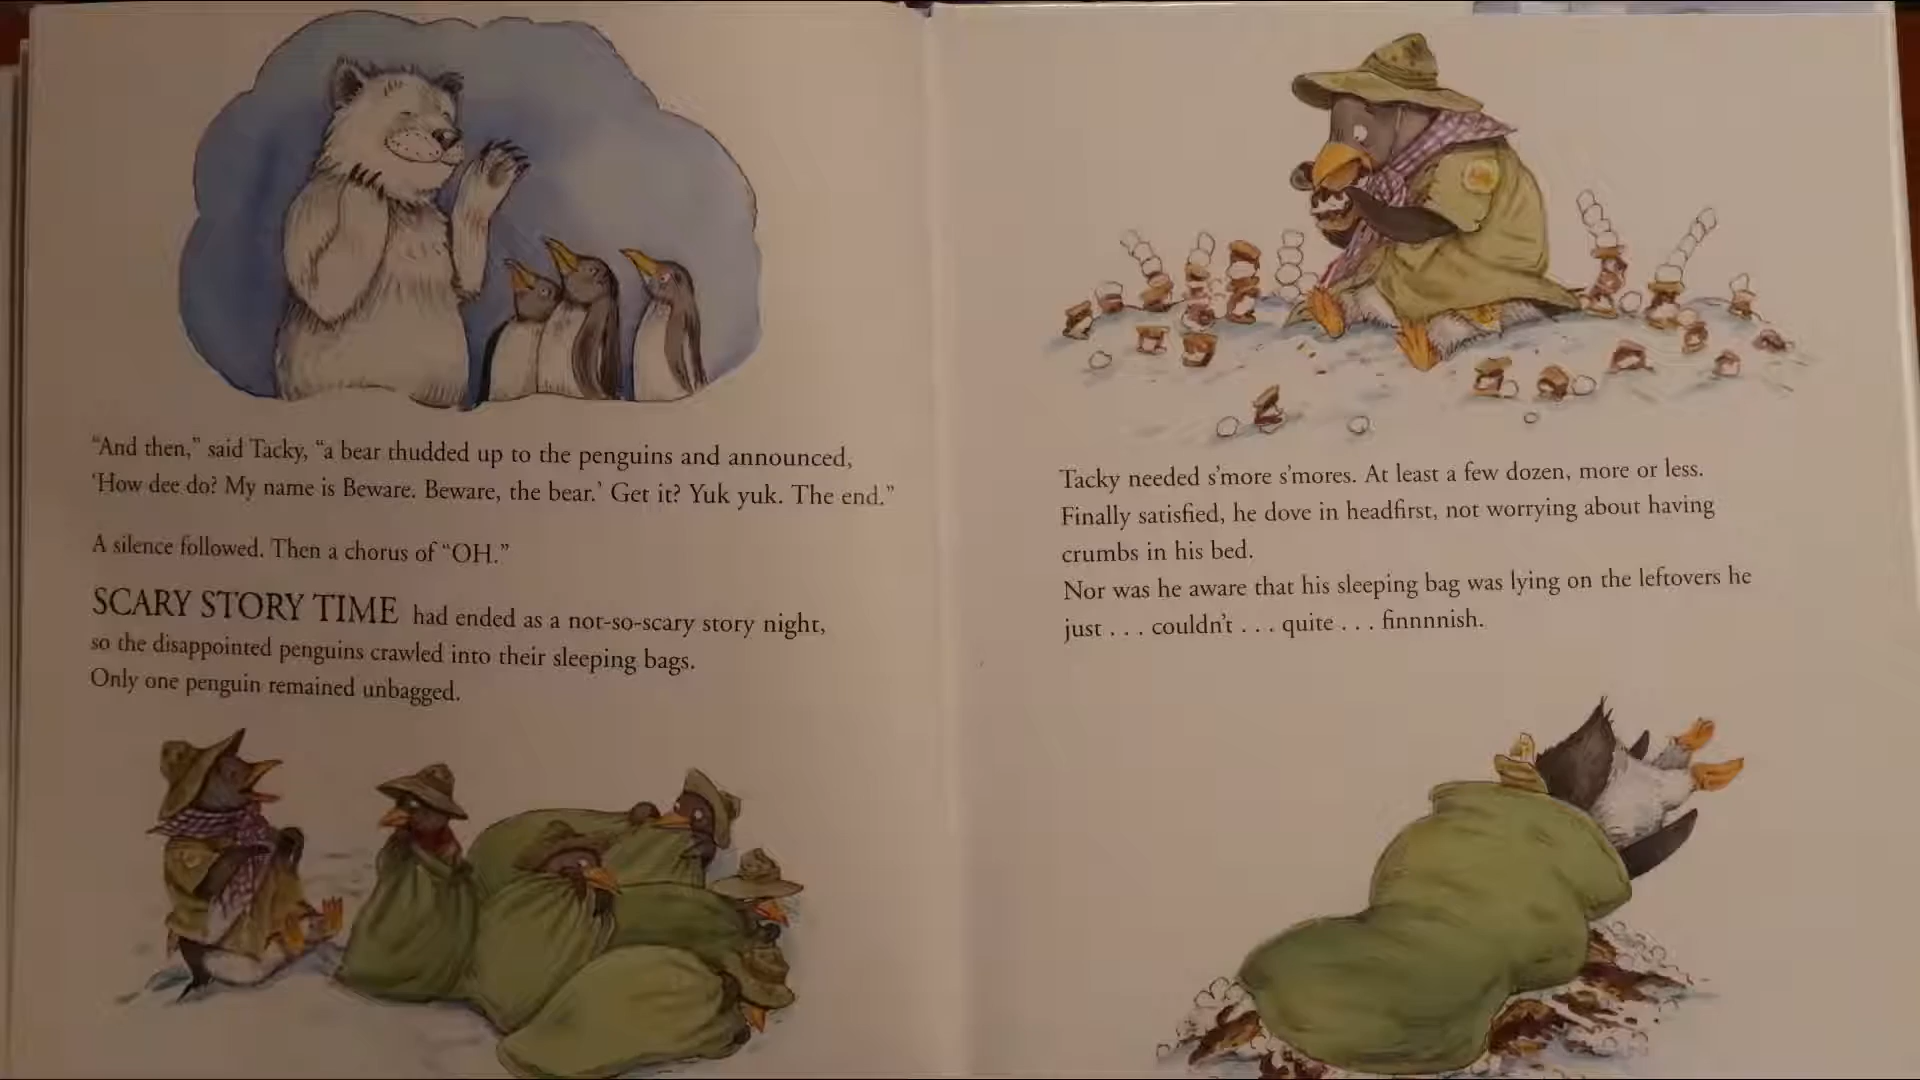 “And then,” said Tacky, “a bear thudded up to the penguins and announced,
‘How dee do? My name is Beware. Beware, the bear.’ Get it? Yuk yuk. The end.”
A silence followed. Then a chorus of “OH.”
SCARY STORY TIME had ended as a not-so-scary story night,
so the disappointed penguins crawled into their sleeping bags.
Only one penguin remained unbagged.
Tacky needed s’more s’mores. At least a few dozen, more or less.
Finally satisfied, he dove in headfirst, not worrying about having
crumbs in his bed.
Nor was he aware that his sleeping bag was lying on the leftovers he
just . . . couldn’t . . . quite . . . finnnnish.